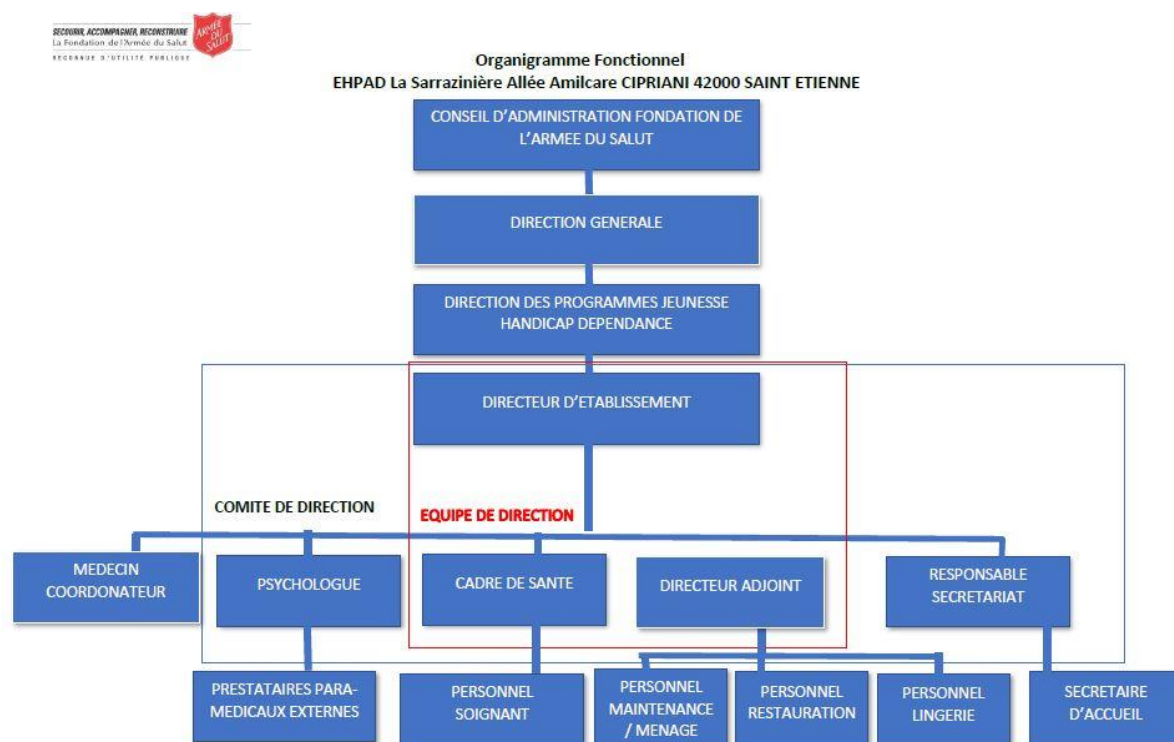 SECOURIR, ACCOMPAGNER, RECONSTRUIRE
La Fondation de l'Armée du Salut
RECONNUE D'UTILITÉ PUBLIQUE
ARMÉE
DU
SALUT
Organigramme Fonctionnel
EHPAD La Sarrazinière Allée Amilcare CIPRIANI 42000 SAINT ETIENNE
CONSEIL D'ADMINISTRATION FONDATION DE
L'ARMEE DU SALUT
DIRECTION GENERALE
DIRECTION DES PROGRAMMES JEUNESSE
HANDICAP DEPENDANCE
DIRECTEUR D'ETABLISSEMENT
COMITE DE DIRECTION
EQUIPE DE DIRECTION
MEDECIN
COORDONATEUR
PSYCHOLOGUE
CADRE DE SANTE
DIRECTEUR ADJOINT
RESPONSABLE
SECRETARIAT
PRESTATAIRES PARA-
MEDICAUX EXTERNES
PERSONNEL
SOIGNANT
PERSONNEL
MAINTENANCE
/ MENAGE
PERSONNEL
RESTAURATION
PERSONNEL
LINGERIE
SECRETAIRE
D'ACCUEIL